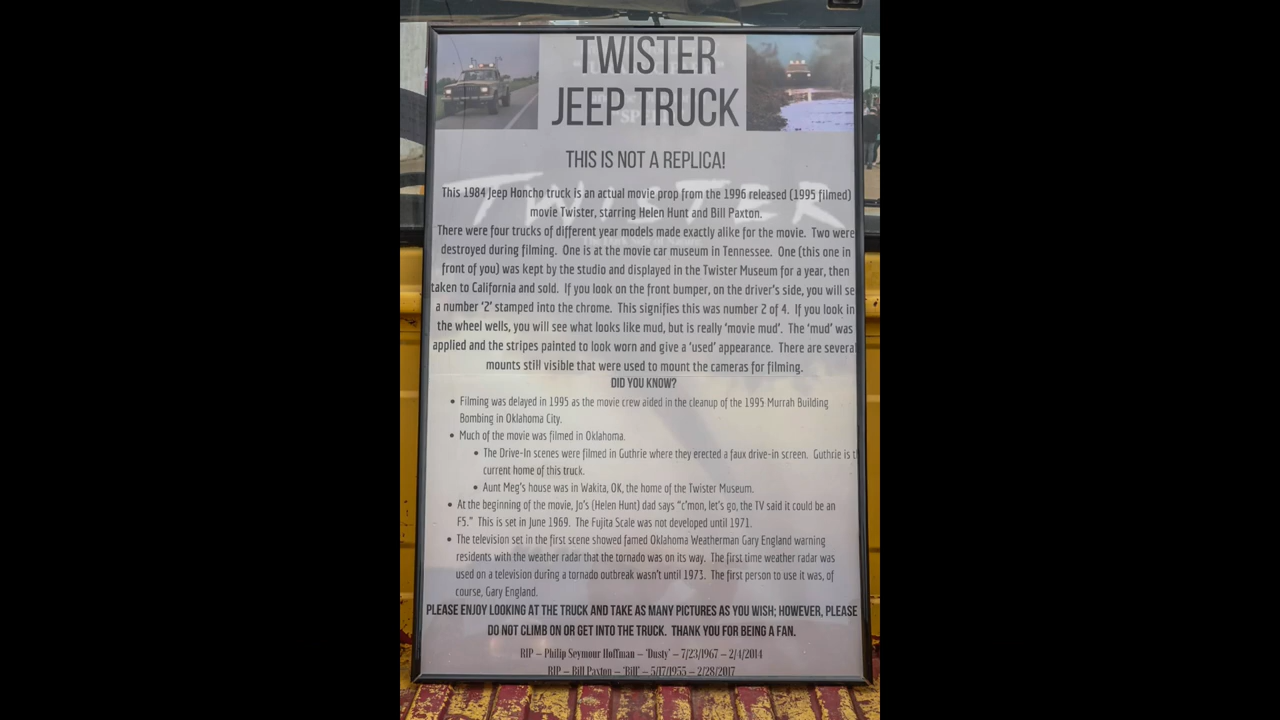 TWISTER
JEEP TRUCK
THIS IS NOT A REPLICA!
This 1984 Jeep Honcho truck is an actual movie prop from the 1996 released (1995 filmed)
movie Twister, starring Helen Hunt and Bill Paxton.
There were four trucks of different year models made exactly alike for the movie. Two were
destroyed during filming. One is at the movie car museum in Tennessee. One (this one in
front of you) was kept by the studio and displayed in the Twister Museum for a year, then
taken to California and sold. If you look on the front bumper, on the driver's side, you will se
a number '2' stamped into the chrome. This signifies this was number 2 of 4. If you look in
the wheel wells, you will see what looks like mud, but is really 'movie mud'. The 'mud' was
applied and the stripes painted to look worn and give a 'used' appearance. There are several
mounts still visible that were used to mount the cameras for filming.
DID YOU KNOW?
• Filming was delayed in 1995 as the movie crew aided in the cleanup of the 1995 Murrah Building
Bombing in Oklahoma City.
• Much of the movie was filmed in Oklahoma.
• The Drive-In scenes were filmed in Guthrie where they erected a faux drive-in screen. Guthrie is t
current home of this truck.
• Aunt Meg's house was in Wakita, OK, the home of the Twister Museum.
• At the beginning of the movie, Jo's (Helen Hunt) dad says "c'mon, let's go, the TV said it could be an
F5." This is set in June 1969. The Fujita Scale was not developed until 1971.
• The television set in the first scene showed famed Oklahoma Weatherman Gary England warning
residents with the weather radar that the tornado was on its way. The first time weather radar was
used on a television during a tornado outbreak wasn't until 1973. The first person to use it was, of
course, Gary England.
PLEASE ENJOY LOOKING AT THE TRUCK AND TAKE AS MANY PICTURES AS YOU WISH; HOWEVER, PLEASE
DO NOT CLIMB ON OR GET INTO THE TRUCK. THANK YOU FOR BEING A FAN.
RIP – Philip Seymour Hoffman – 'Dusty' – 7/23/1967 – 2/4/2014
RIP – Bill Paxton – 'Bill' – 5/17/1955 – 2/28/2017
TWISTER